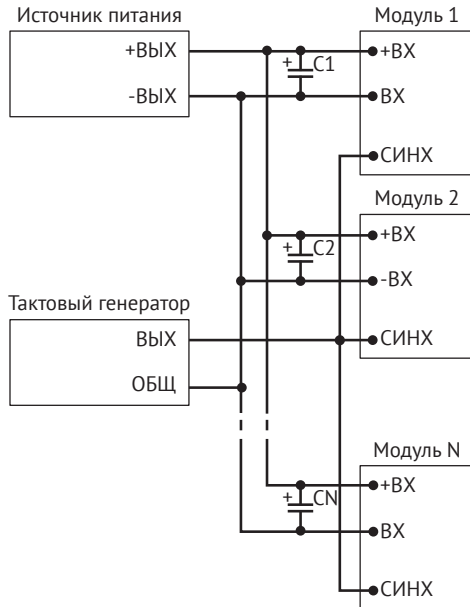 Источник питания
+ВЫХ
-ВЫХ
Модуль 1
+ВХ
ВХ
СИНХ
+ C1
Модуль 2
+ВХ
-ВХ
СИНХ
+ C2
Тактовый генератор
ВЫХ
ОБЩ
Модуль N
+ВХ
ВХ
СИНХ
+ CN